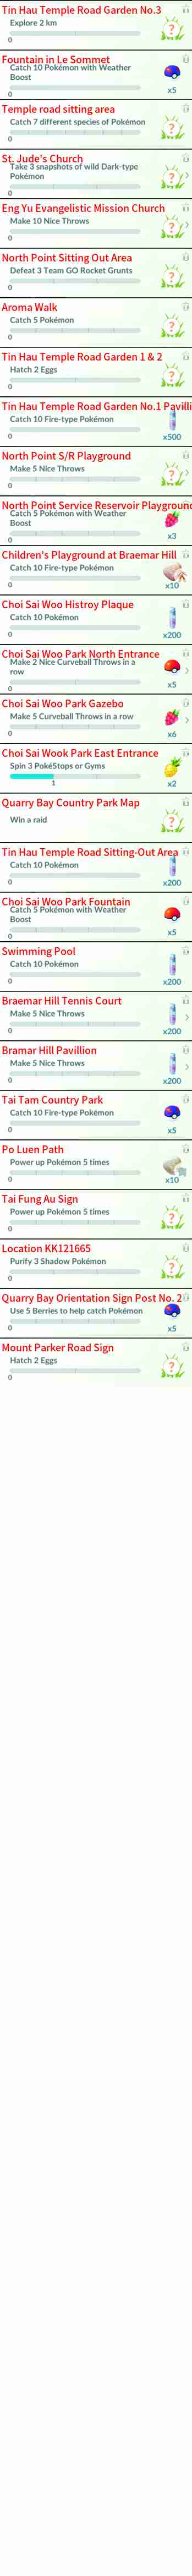 Tin Hau Temple Road Garden No.3
Explore 2 km
0
Fountain in Le Sommet
Catch 10 Pokémon with Weather
Boost
x5
0
Temple road sitting area
Catch 7 different species of Pokémon
0
St. Jude's Church
Take 3 snapshots of wild Dark-type
Pokémon
0
Eng Yu Evangelistic Mission Church
Make 10 Nice Throws
0
North Point Sitting Out Area
Defeat 3 Team GO Rocket Grunts
0
Aroma Walk
Catch 5 Pokémon
0
Tin Hau Temple Road Garden 1 & 2
Hatch 2 Eggs
0
Tin Hau Temple Road Garden No.1 Pavilli
Catch 10 Fire-type Pokémon
0
x500
North Point S/R Playground
Make 5 Nice Throws
0
North Point Service Reservoir Playground
Catch 5 Pokémon with Weather
Boost
x3
0
Children's Playground at Braemar Hill
Catch 10 Fire-type Pokémon
0
x10
Choi Sai Woo Histroy Plaque
Catch 10 Pokémon
0
x200
Choi Sai Woo Park North Entrance
Make 2 Nice Curveball Throws in a
row
x5
0
Choi Sai Woo Park Gazebo
Make 5 Curveball Throws in a row
0
x6
Choi Sai Wook Park East Entrance
Spin 3 PokéStops or Gyms
1
x2
Quarry Bay Country Park Map
Win a raid
Tin Hau Temple Road Sitting-Out Area
Catch 10 Pokémon
0
x200
Choi Sai Woo Park Fountain
Catch 5 Pokémon with Weather
Boost
x5
0
Swimming Pool
Catch 10 Pokémon
0
x200
Braemar Hill Tennis Court
Make 5 Nice Throws
0
x200
Bramar Hill Pavillion
Make 5 Nice Throws
0
x200
Tai Tam Country Park
Catch 10 Fire-type Pokémon
0
x5
Po Luen Path
Power up Pokémon 5 times
0
x10
Tai Fung Au Sign
Power up Pokémon 5 times
0
Location KK121665
Purify 3 Shadow Pokémon
0
Quarry Bay Orientation Sign Post No. 2
Use 5 Berries to help catch Pokémon
0
x5
Mount Parker Road Sign
Hatch 2 Eggs
0